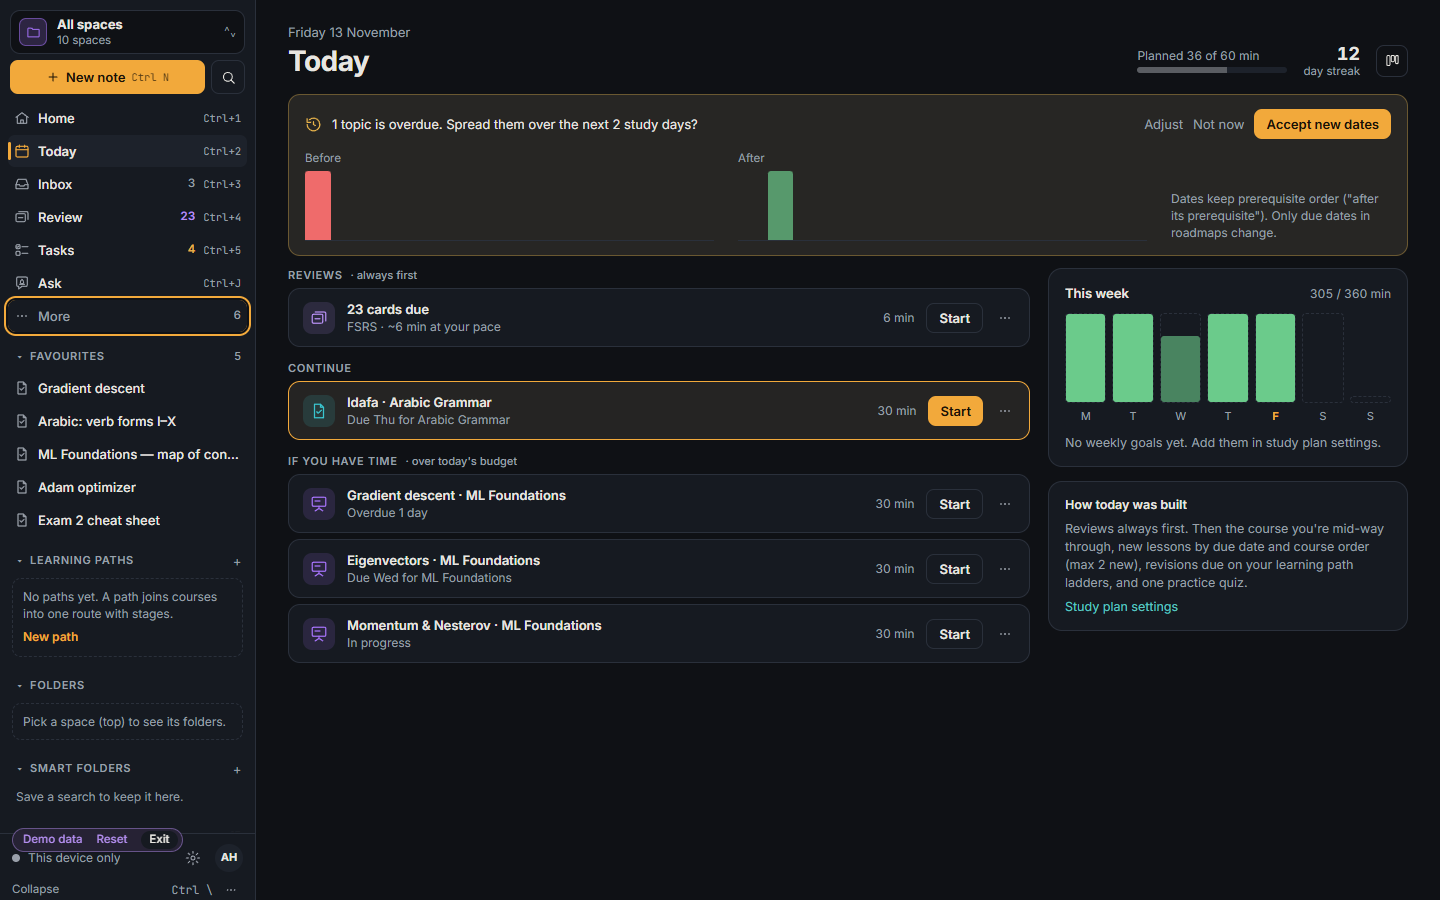 All spaces
10 spaces
New note Ctrl N
Home Ctrl+1
Today Ctrl+2
Inbox 3 Ctrl+3
Review 23 Ctrl+4
Tasks 4 Ctrl+5
Ask Ctrl+J
More 6
FAVOURITES 5
Gradient descent
Arabic: verb forms I–X
ML Foundations — map of con...
Adam optimizer
Exam 2 cheat sheet
LEARNING PATHS +
No paths yet. A path joins courses
into one route with stages.
New path
FOLDERS
Pick a space (top) to see its folders.
SMART FOLDERS +
Save a search to keep it here.
Demo data Reset Exit
This device only AH
Collapse Ctrl \ ...
Friday 13 November
Today
Planned 36 of 60 min
12
day streak
1 topic is overdue. Spread them over the next 2 study days?
Adjust Not now Accept new dates
Before
After
Dates keep prerequisite order ("after
its prerequisite"). Only due dates in
roadmaps change.
REVIEWS · always first
23 cards due
FSRS · ~6 min at your pace
6 min Start ...
CONTINUE
Idafa · Arabic Grammar
Due Thu for Arabic Grammar
30 min Start ...
IF YOU HAVE TIME · over today's budget
Gradient descent · ML Foundations
Overdue 1 day
30 min Start ...
Eigenvectors · ML Foundations
Due Wed for ML Foundations
30 min Start ...
Momentum & Nesterov · ML Foundations
In progress
30 min Start ...
This week 305 / 360 min
M T W T F S S
No weekly goals yet. Add them in study plan settings.
How today was built
Reviews always first. Then the course you're mid-way
through, new lessons by due date and course order
(max 2 new), revisions due on your learning path
ladders, and one practice quiz.
Study plan settings